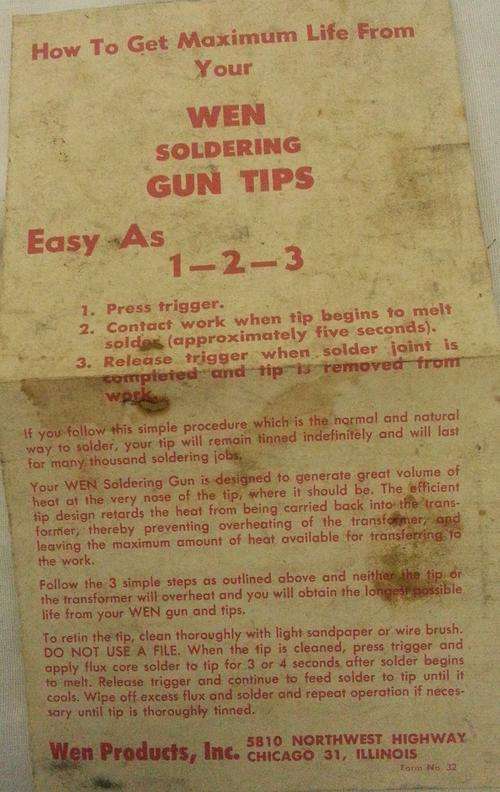 How To Get Maximum Life From
Your
WEN
SOLDERING
GUN TIPS
Easy As
1—2—3
1. Press trigger.
2. Contact work when tip begins to melt
solder (approximately five seconds).
3. Release trigger when solder joint is
completed and tip is removed from
work.
If you follow this simple procedure which is the normal and natural
way to solder, your tip will remain tinned indefinitely and will last
for many thousand soldering jobs.
Your WEN Soldering Gun is designed to generate great volume of
heat at the very nose of the tip, where it should be. The efficient
tip design retards the heat from being carried back into the trans-
former, thereby preventing overheating of the transformer, and
leaving the maximum amount of heat available for transferring to
the work.
Follow the 3 simple steps as outlined above and neither the tip or
the transformer will overheat and you will obtain the longest possible
life from your WEN gun and tips.
To retin the tip, clean thoroughly with light sandpaper or wire brush.
DO NOT USE A FILE. When the tip is cleaned, press trigger and
apply flux core solder to tip for 3 or 4 seconds after solder begins
to melt. Release trigger and continue to feed solder to tip until it
cools. Wipe off excess flux and solder and repeat operation if neces-
sary until tip is thoroughly tinned.
Wen Products, Inc. 5810 NORTHWEST HIGHWAY
CHICAGO 31, ILLINOIS
Form No. 32